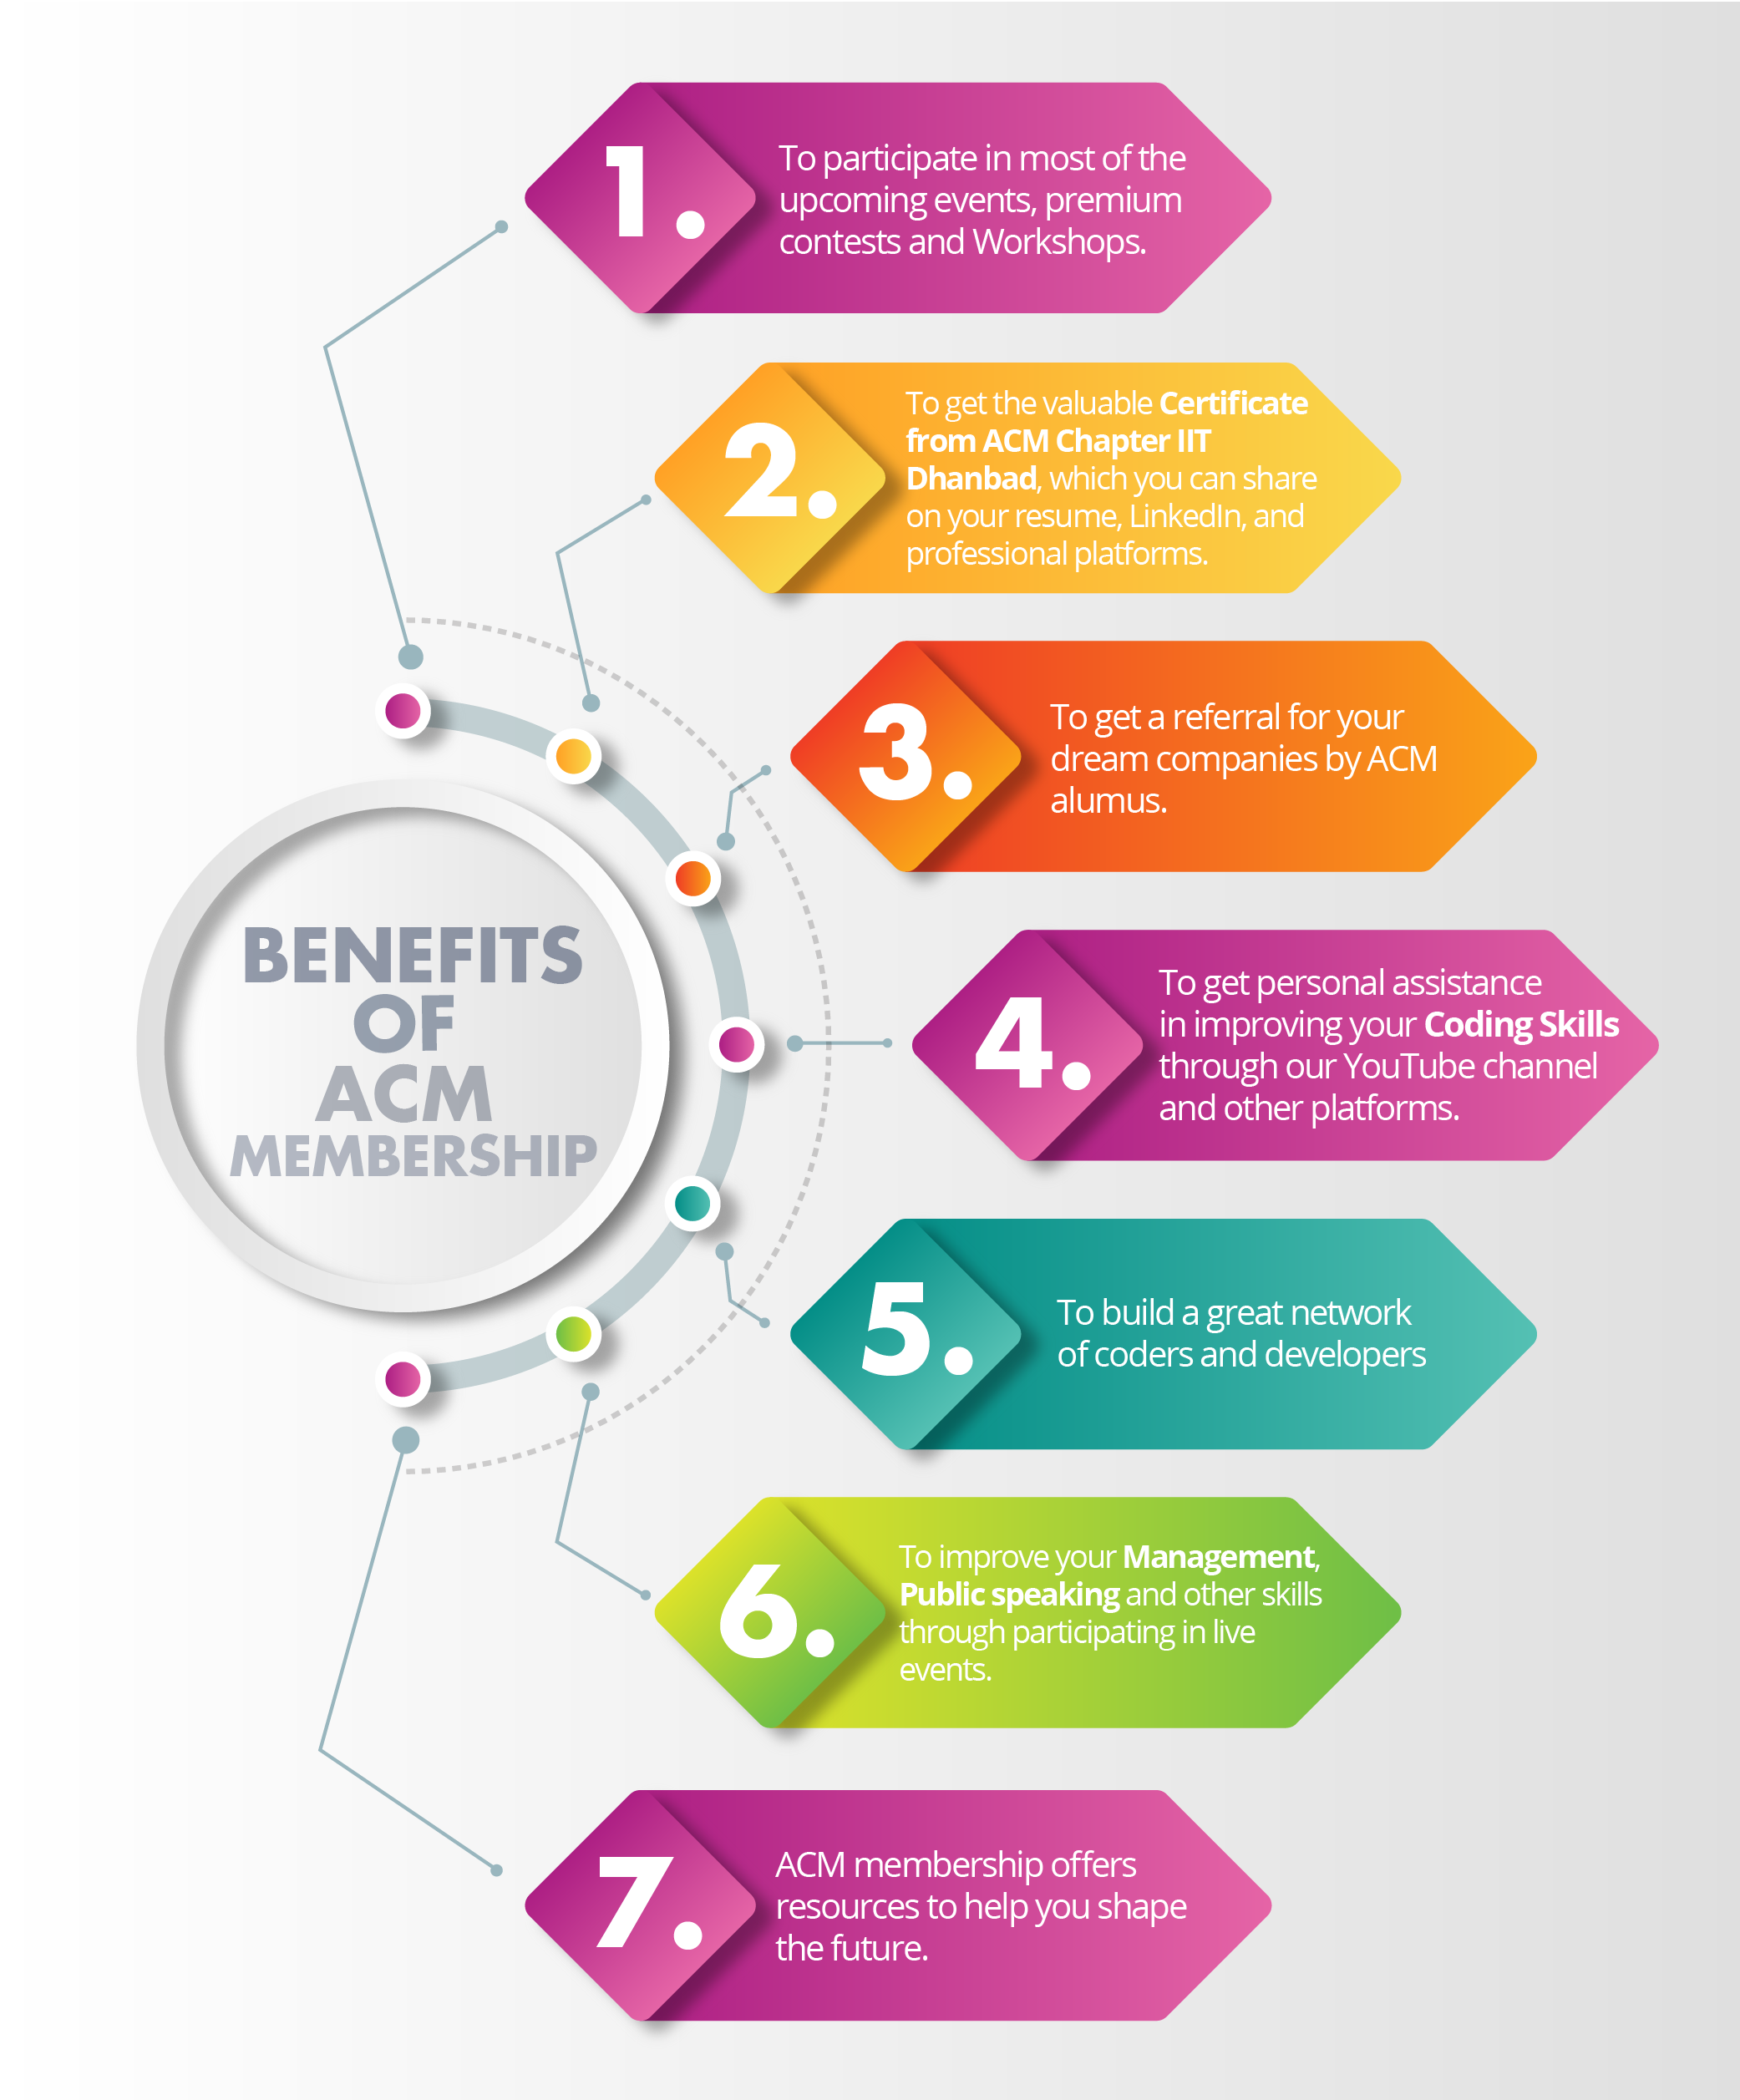 1.
To participate in most of the
upcoming events, premium
contests and Workshops.
2.
To get the valuable Certificate
from ACM Chapter IIT
Dhanbad, which you can share
on your resume, LinkedIn, and
professional platforms.
3.
To get a referral for your
dream companies by ACM
alumus.
BENEFITS
OF
ACM
MEMBERSHIP
4.
To get personal assistance
in improving your Coding Skills
through our YouTube channel
and other platforms.
5.
To build a great network
of coders and developers
6.
To improve your Management,
Public speaking and other skills
through participating in live
events.
7.
ACM membership offers
resources to help you shape
the future.